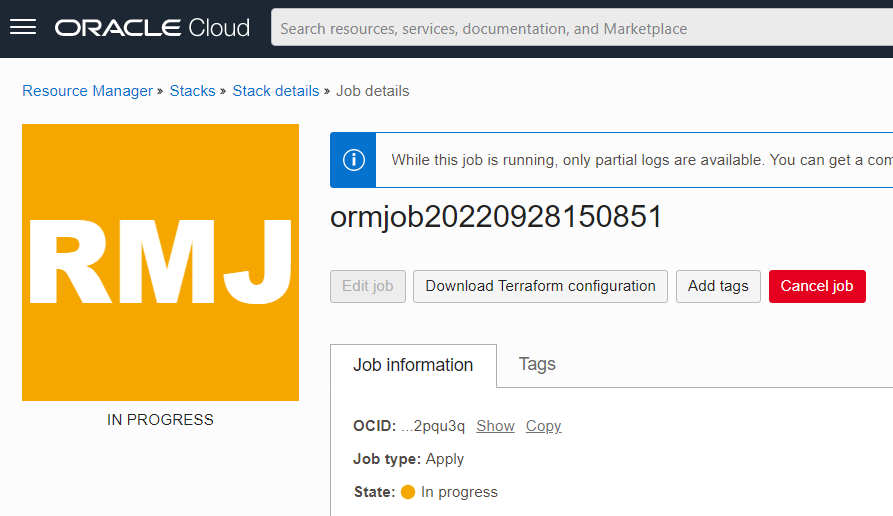 ORACLE Cloud
Search resources, services, documentation, and Marketplace
Resource Manager » Stacks » Stack details » Job details
RMJ
IN PROGRESS
While this job is running, only partial logs are available. You can get a
ormjob20220928150851
Edit job Download Terraform configuration Add tags Cancel job
Job information Tags
OCID: ...2pqu3q Show Copy
Job type: Apply
State: In progress